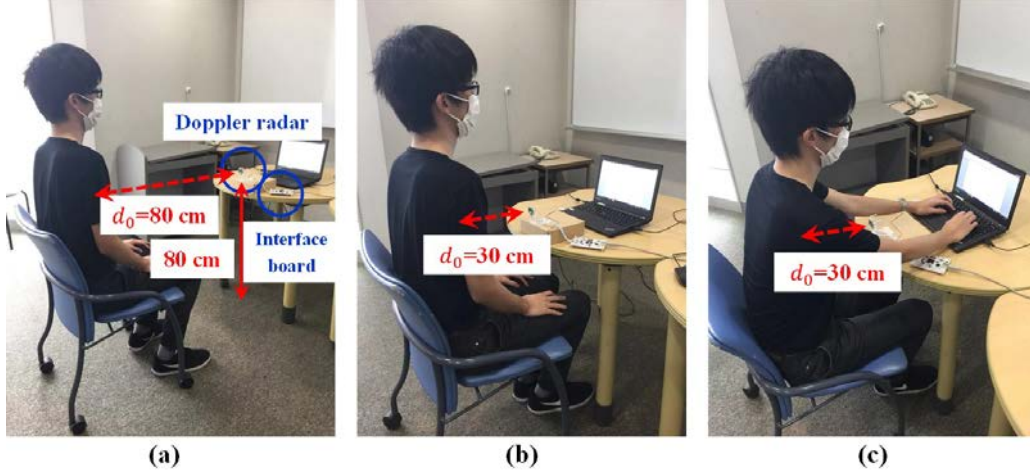 Doppler radar
d₀=80 cm
80 cm
Interface
board
(a)
d₀=30 cm
(b)
d₀=30 cm
(c)